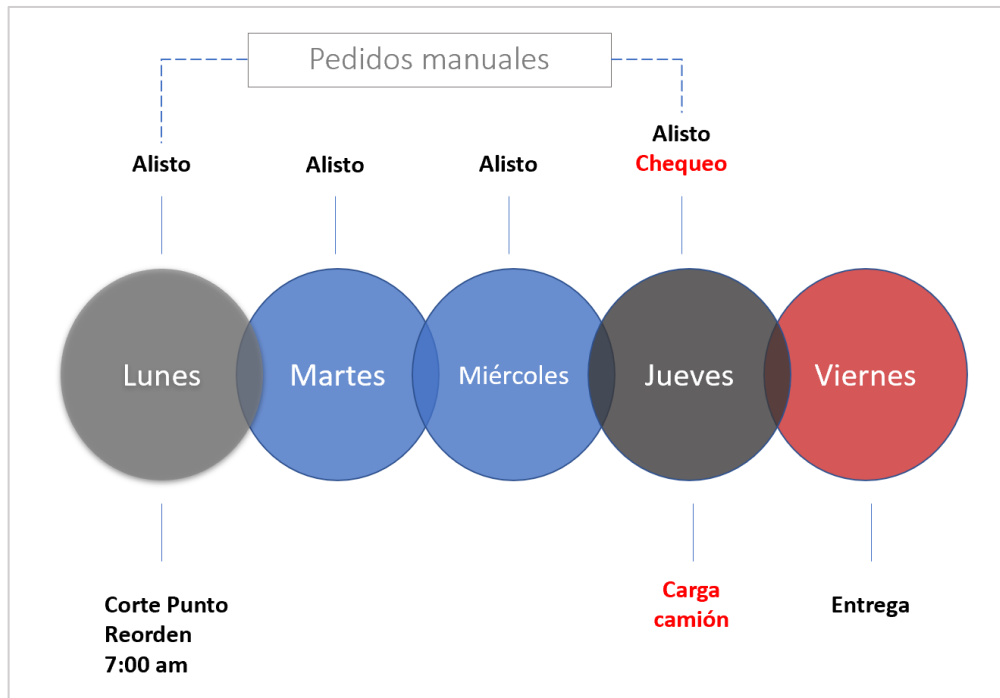 Pedidos manuales
Alisto
Alisto
Alisto
Alisto
Chequeo
Lunes
Martes
Miércoles
Jueves
Viernes
Corte Punto
Reorden
7:00 am
Carga
camión
Entrega